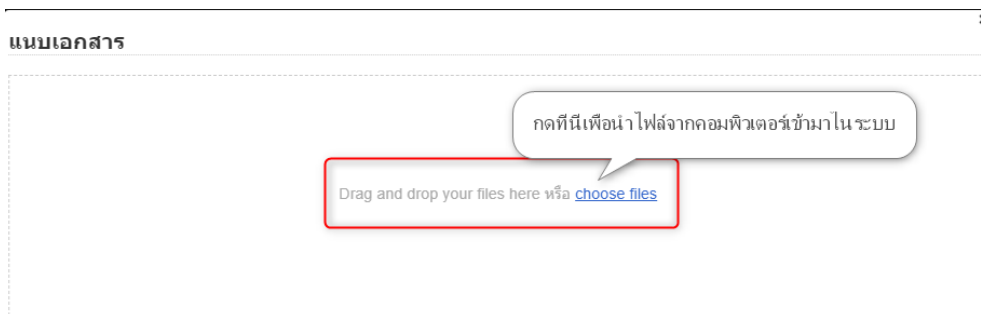 แนบเอกสาร
กดที่นี่เพื่อนำไฟล์จากคอมพิวเตอร์เข้ามาในระบบ
Drag and drop your files here หรือ choose files